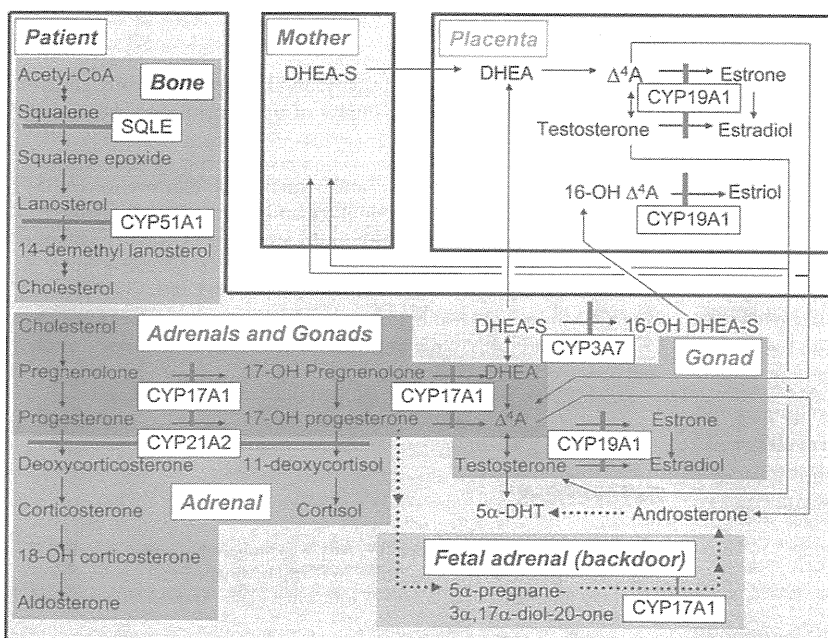 Patient
Bone
Acetyl-CoA
Squalene
SQLE
Squalene epoxide
Lanosterol
CYP51A1
14-demethyl lanosterol
Cholesterol
Mother
DHEA-S
Placenta
DHEA
Δ⁴A
Estrone
CYP19A1
Testosterone
Estradiol
16-OH Δ⁴A
Estriol
CYP19A1
Cholesterol
Adrenals and Gonads
DHEA-S
16-OH DHEA-S
CYP3A7
Gonad
Pregnenolone
17-OH Pregnenolone
DHEA
CYP17A1
CYP17A1
Progesterone
17-OH progesterone
Δ⁴A
Estrone
CYP21A2
CYP19A1
Deoxycorticosterone
11-deoxycortisol
Testosterone
Estradiol
Adrenal
Corticosterone
Cortisol
5α-DHT
Androsterone
18-OH corticosterone
Fetal adrenal (backdoor)
5α-pregnane-
3α,17α-diol-20-one
CYP17A1
Aldosterone